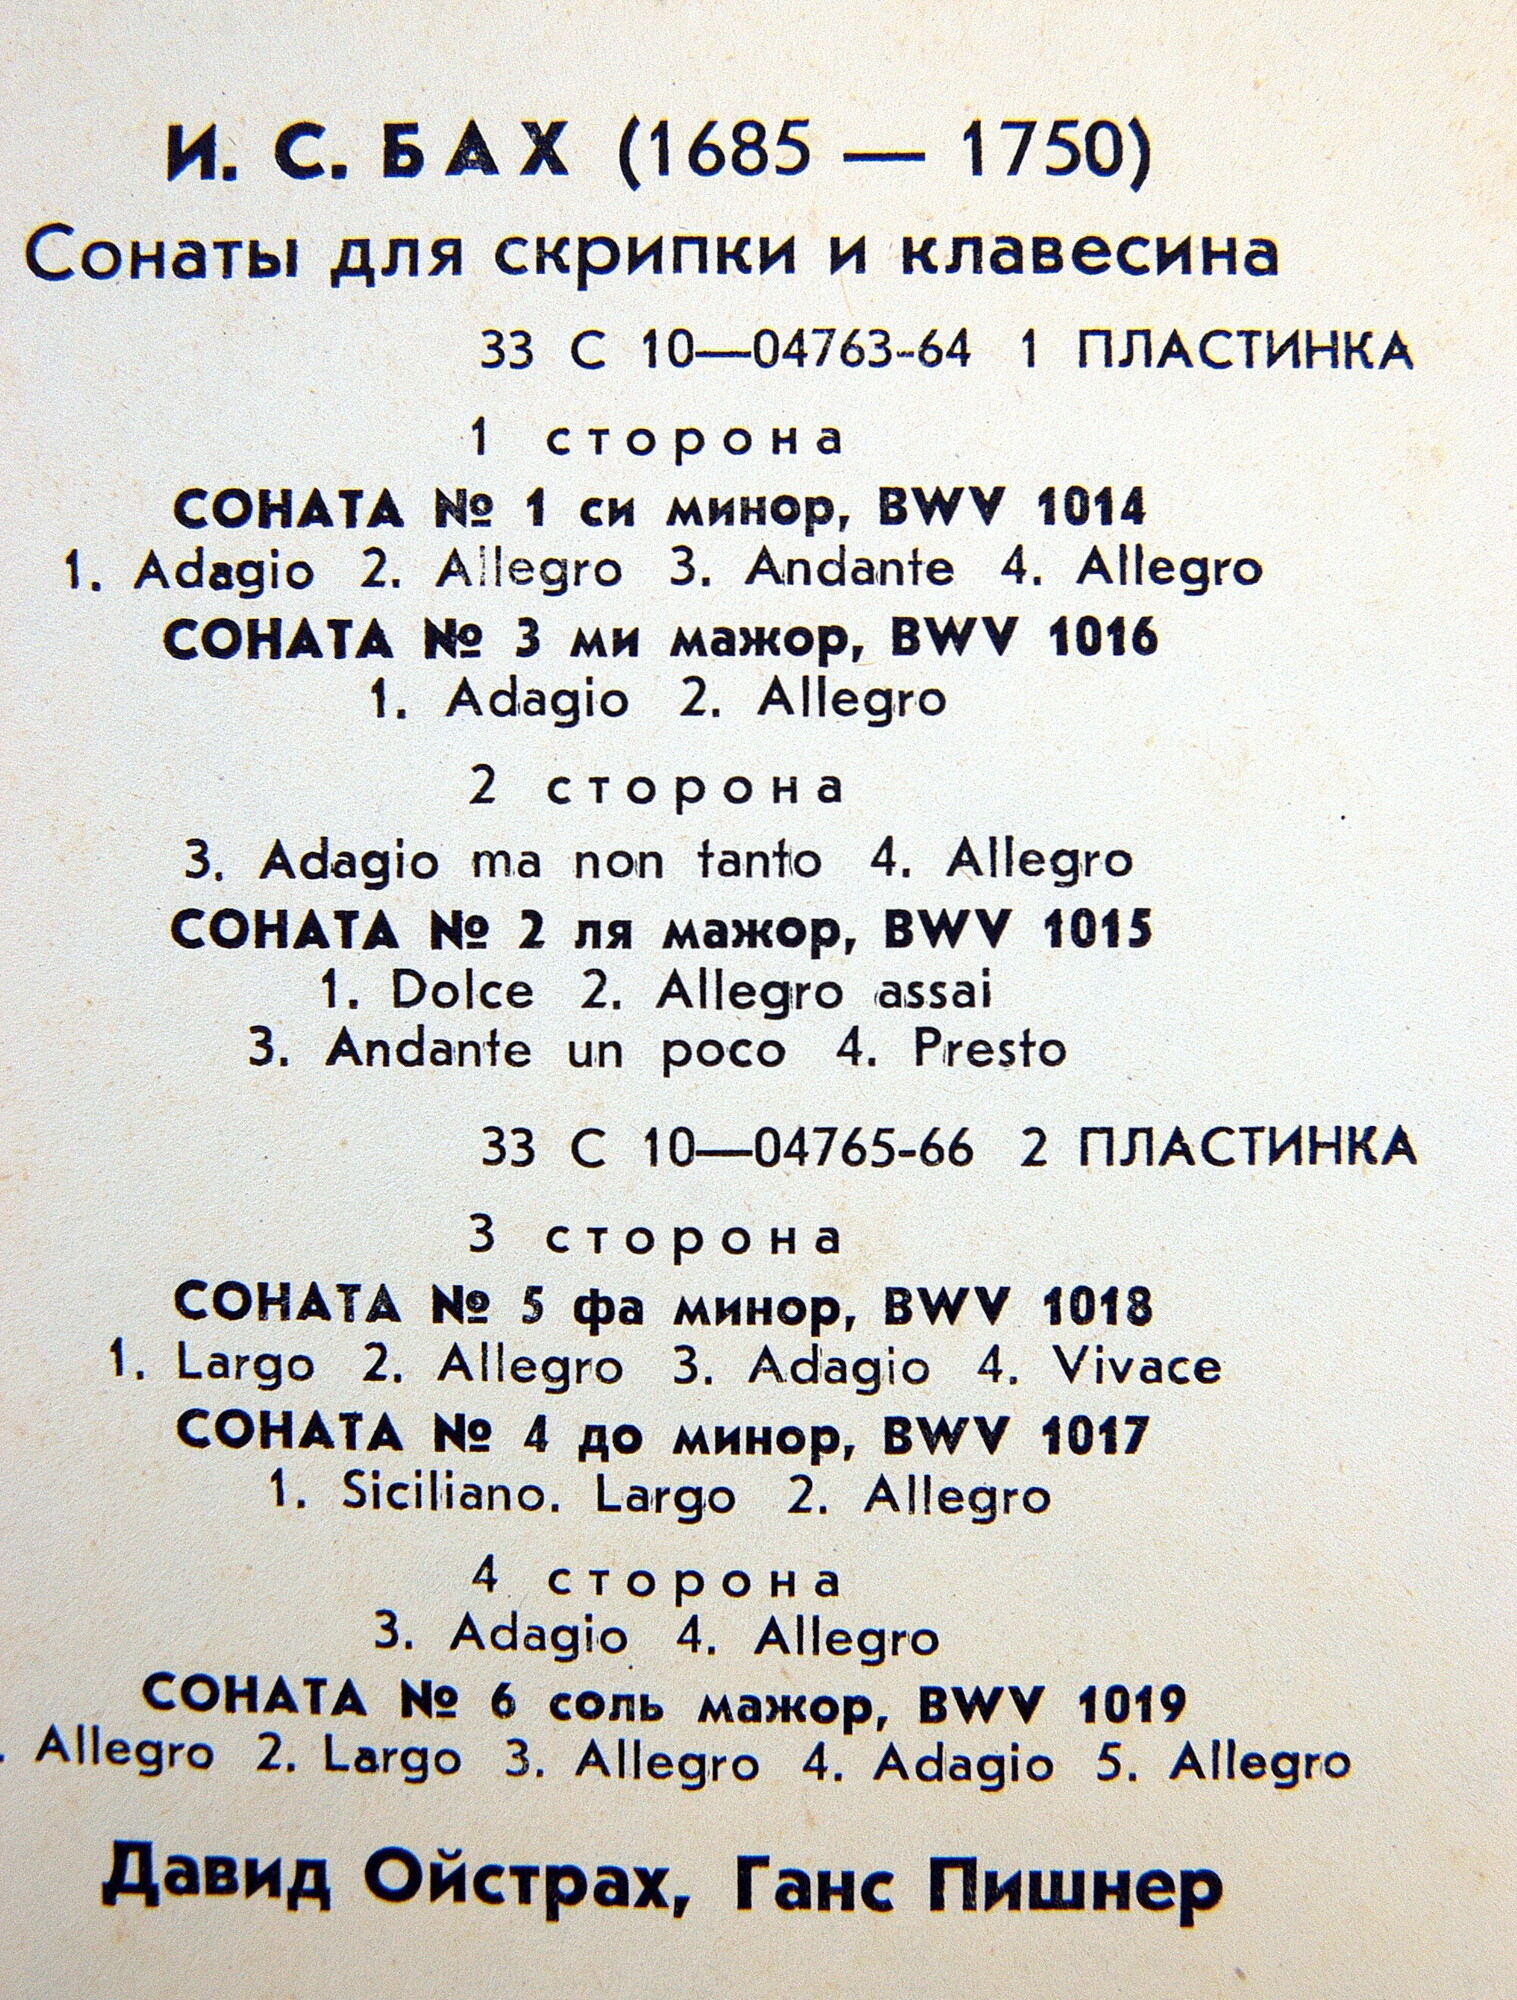 И. С. БАХ (1685 — 1750)
Сонаты для скрипки и клавесина
33 С 10—04763-64 1 ПЛАСТИНКА
1 сторона
СОНАТА № 1 си минор, BWV 1014
1. Adagio 2. Allegro 3. Andante 4. Allegro
СОНАТА № 3 ми мажор, BWV 1016
1. Adagio 2. Allegro
2 сторона
3. Adagio ma non tanto 4. Allegro
СОНАТА № 2 ля мажор, BWV 1015
1. Dolce 2. Allegro assai
3. Andante un poco 4. Presto
33 С 10—04765-66 2 ПЛАСТИНКА
3 сторона
СОНАТА № 5 фа минор, BWV 1018
1. Largo 2. Allegro 3. Adagio 4. Vivace
СОНАТА № 4 до минор, BWV 1017
1. Siciliano. Largo 2. Allegro
4 сторона
3. Adagio 4. Allegro
СОНАТА № 6 соль мажор, BWV 1019
. Allegro 2. Largo 3. Allegro 4. Adagio 5. Allegro
Давид Ойстрах, Ганс Пишнер